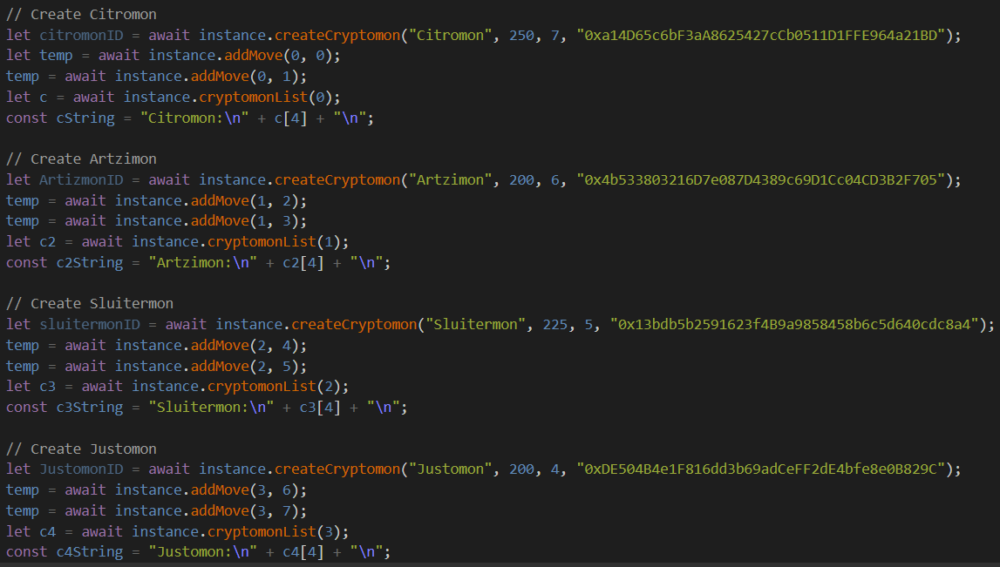 // Create Citromon
let citromonID = await instance.createCryptomon("Citromon", 250, 7, "0xa14D65c6bF3aA8625427cCb0511D1FFE964a21BD");
let temp = await instance.addMove(0, 0);
temp = await instance.addMove(0, 1);
let c = await instance.cryptomonList(0);
const cString = "Citromon:\n" + c[4] + "\n";
// Create Artzimon
let ArtizmonID = await instance.createCryptomon("Artzimon", 200, 6, "0x4b533803216D7e087D4389c69D1Cc04CD3B2F705");
temp = await instance.addMove(1, 2);
temp = await instance.addMove(1, 3);
let c2 = await instance.cryptomonList(1);
const c2String = "Artzimon:\n" + c2[4] + "\n";
// Create Sluitermon
let sluitermonID = await instance.createCryptomon("Sluitermon", 225, 5, "0x13bdb5b2591623f4B9a9858458b6c5d640cdc8a4");
temp = await instance.addMove(2, 4);
temp = await instance.addMove(2, 5);
let c3 = await instance.cryptomonList(2);
const c3String = "Sluitermon:\n" + c3[4] + "\n";
// Create Justomon
let JustomonID = await instance.createCryptomon("Justomon", 200, 4, "0xDE504B4e1F816dd3b69adCeFF2dE4bfe8e0B829C");
temp = await instance.addMove(3, 6);
temp = await instance.addMove(3, 7);
let c4 = await instance.cryptomonList(3);
const c4String = "Justomon:\n" + c4[4] + "\n";